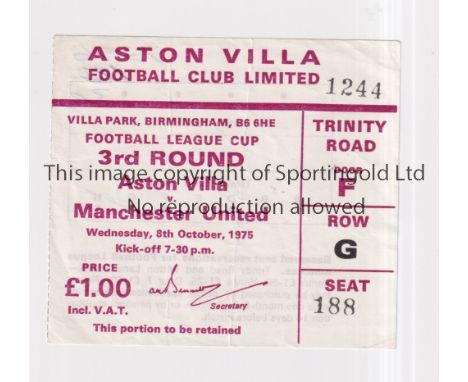 ASTON VILLA
FOOTBALL CLUB LIMITED
1244
VILLA PARK, BIRMINGHAM, B6 6HE
FOOTBALL LEAGUE CUP
3rd ROUND
Aston Villa
v.
Manchester United
Wednesday, 8th October, 1975
Kick-off 7-30 p.m.
PRICE
£1.00
Incl. V.A.T.
Secretary
This portion to be retained
TRINITY
ROAD
DOOR
F
ROW
G
SEAT
188
This image copyright of Sportingold Ltd
No reproduction allowed